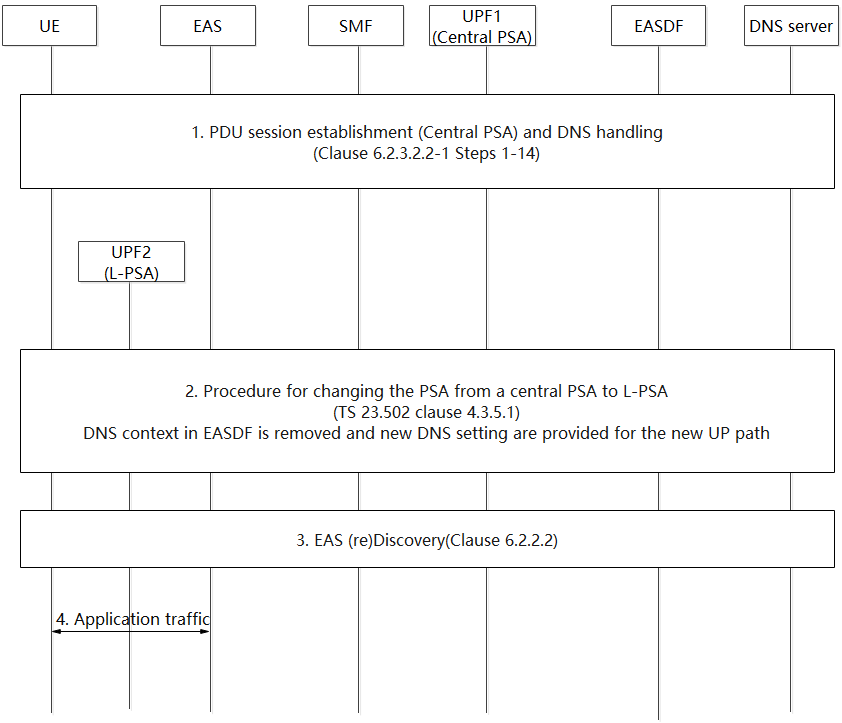 UE
EAS
SMF
UPF1
(Central PSA)
EASDF
DNS server
1. PDU session establishment (Central PSA) and DNS handling
(Clause 6.2.3.2.2-1 Steps 1-14)
UPF2
(L-PSA)
2. Procedure for changing the PSA from a central PSA to L-PSA
(TS 23.502 clause 4.3.5.1)
DNS context in EASDF is removed and new DNS setting are provided for the new UP path
3. EAS (re)Discovery(Clause 6.2.2.2)
4. Application traffic